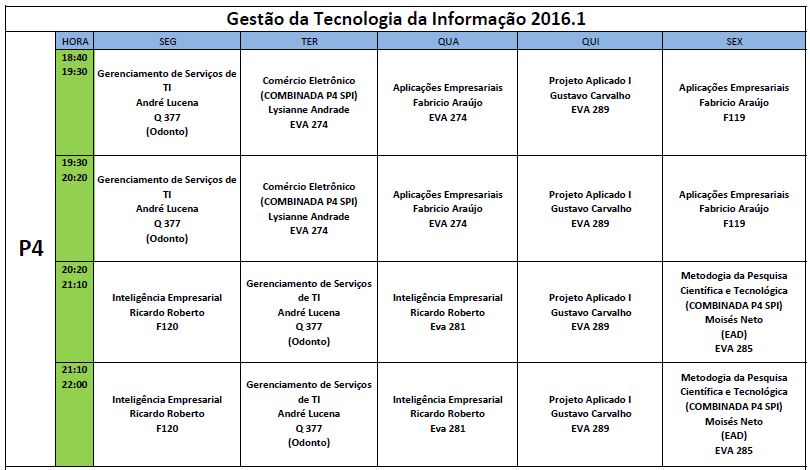 Gestão da Tecnologia da Informação 2016.1
HORA SEG TER QUA QUI SEX
P4
18:40
19:30
Gerenciamento de Serviços de
TI
André Lucena
Q 377
(Odonto)
Comércio Eletrônico
(COMBINADA P4 SPI)
Lysianne Andrade
EVA 274
Aplicações Empresariais
Fabricio Araújo
EVA 274
Projeto Aplicado I
Gustavo Carvalho
EVA 289
Aplicações Empresariais
Fabricio Araújo
F119
19:30
20:20
Gerenciamento de Serviços de
TI
André Lucena
Q 377
(Odonto)
Comércio Eletrônico
(COMBINADA P4 SPI)
Lysianne Andrade
EVA 274
Aplicações Empresariais
Fabricio Araújo
EVA 274
Projeto Aplicado I
Gustavo Carvalho
EVA 289
Aplicações Empresariais
Fabricio Araújo
F119
20:20
21:10
Inteligência Empresarial
Ricardo Roberto
F120
Gerenciamento de Serviços
de TI
André Lucena
Q 377
(Odonto)
Inteligência Empresarial
Ricardo Roberto
Eva 281
Projeto Aplicado I
Gustavo Carvalho
EVA 289
Metodogia da Pesquisa
Científica e Tecnológica
(COMBINADA P4 SPI)
Moisés Neto
(EAD)
EVA 285
21:10
22:00
Inteligência Empresarial
Ricardo Roberto
F120
Gerenciamento de Serviços
de TI
André Lucena
Q 377
(Odonto)
Inteligência Empresarial
Ricardo Roberto
Eva 281
Projeto Aplicado I
Gustavo Carvalho
EVA 289
Metodogia da Pesquisa
Científica e Tecnológica
(COMBINADA P4 SPI)
Moisés Neto
(EAD)
EVA 285